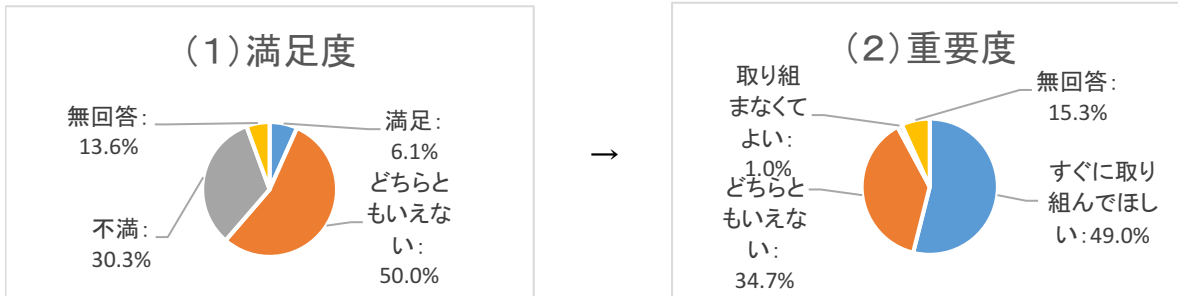 （1）満足度
無回答：
13.6%
満足：
6.1%
どちらと
もいえな
い：
50.0%
不満：
30.3%
→
（2）重要度
取り組
まなくて
よい：
1.0%
無回答：
15.3%
すぐに取り
組んでほし
い：49.0%
どちらと
もいえな
い：
34.7%